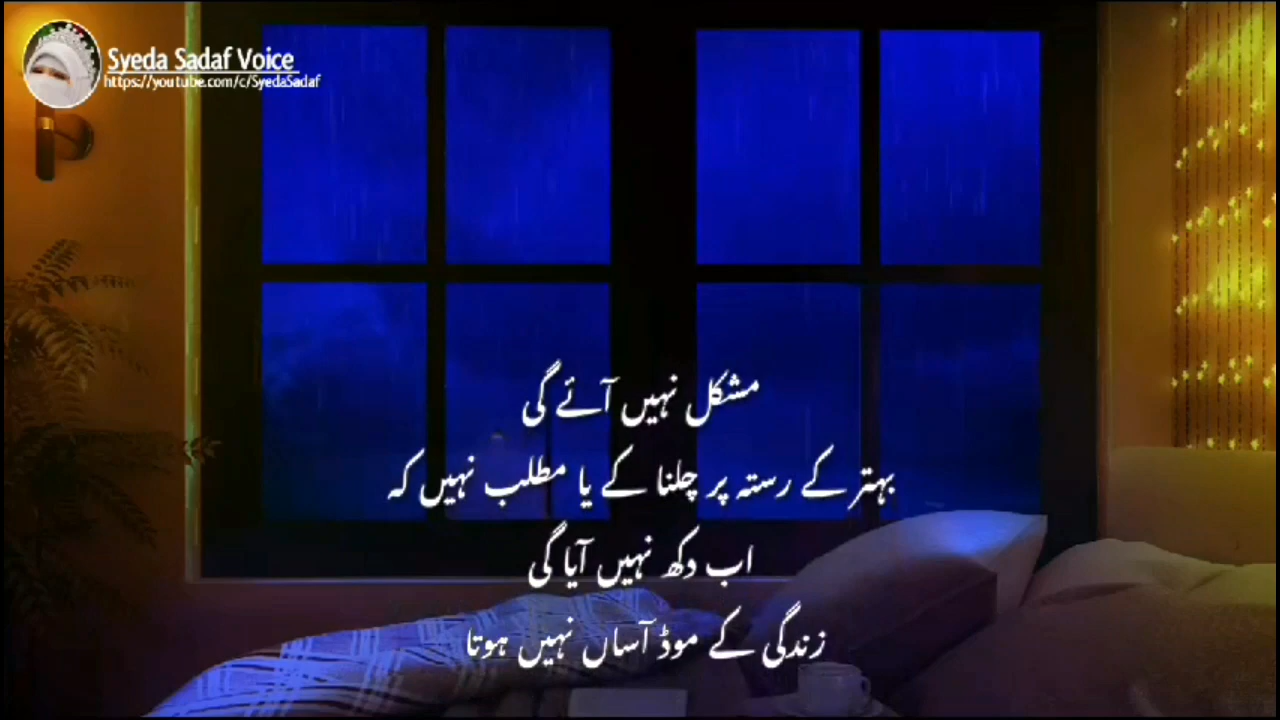 Syeda Sadaf Voice
https://youtube.com/c/SyedaSadaf
مشکل نہیں آئے گی
بہتر کے رستہ پر چلنا کے یا مطلب نہیں کہ
اب دکھ نہیں آیا گی
زندگی کے موڈ آساں نہیں ہوتا